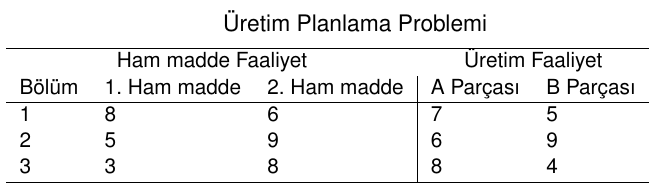 Üretim Planlama Problemi
Ham madde Faaliyet Üretim Faaliyet
Bölüm 1. Ham madde 2. Ham madde A Parçası B Parçası
1 8 6 7 5
2 5 9 6 9
3 3 8 8 4